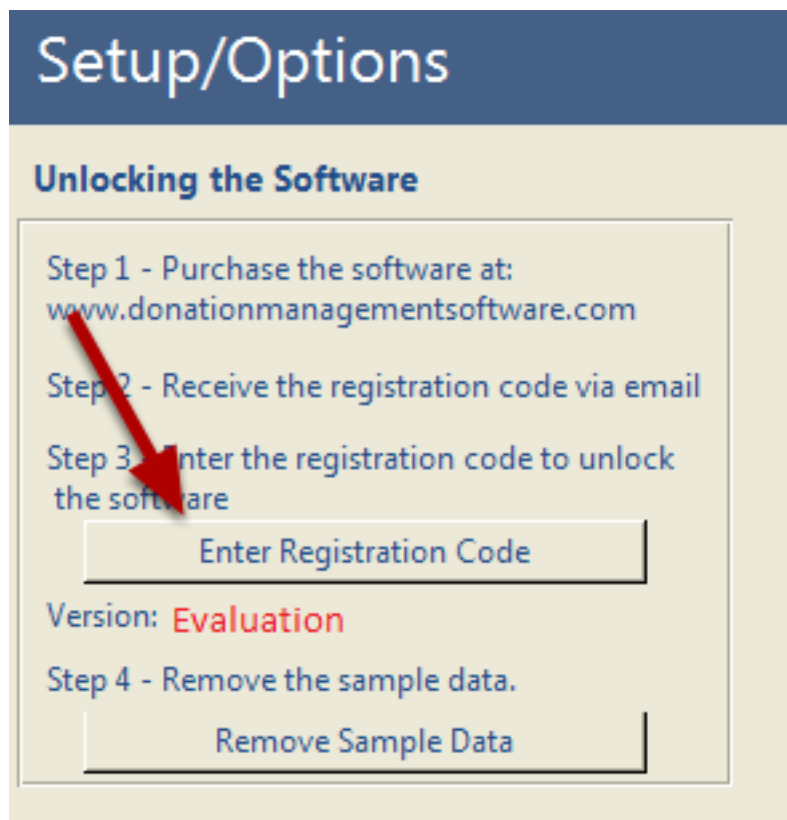 Setup/Options
Unlocking the Software
Step 1 - Purchase the software at:
www.donationmanagementsoftware.com
Step 2 - Receive the registration code via email
Step 3 - Enter the registration code to unlock
the software
Enter Registration Code
Version: Evaluation
Step 4 - Remove the sample data.
Remove Sample Data